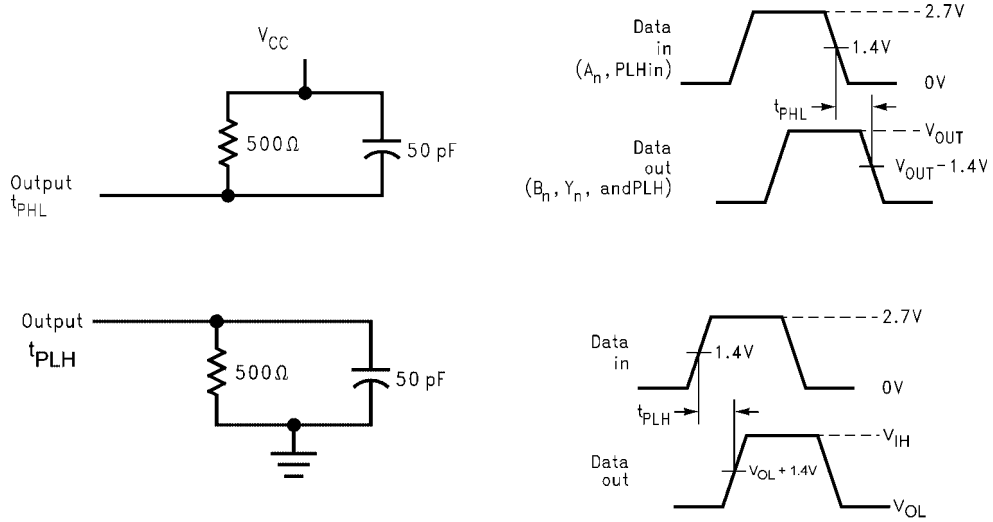 V_CC
500Ω
50 pF
Output
t_PHL
Data
in
(A_n, PLHin)
2.7V
1.4V
0V
t_PHL
Data
out
(B_n, Y_n, andPLH)
V_OUT
V_OUT-1.4V
Output
t_PLH
500Ω
50 pF
Data
in
2.7V
1.4V
0V
t_PLH
Data
out
V_IH
V_OL + 1.4V
V_OL